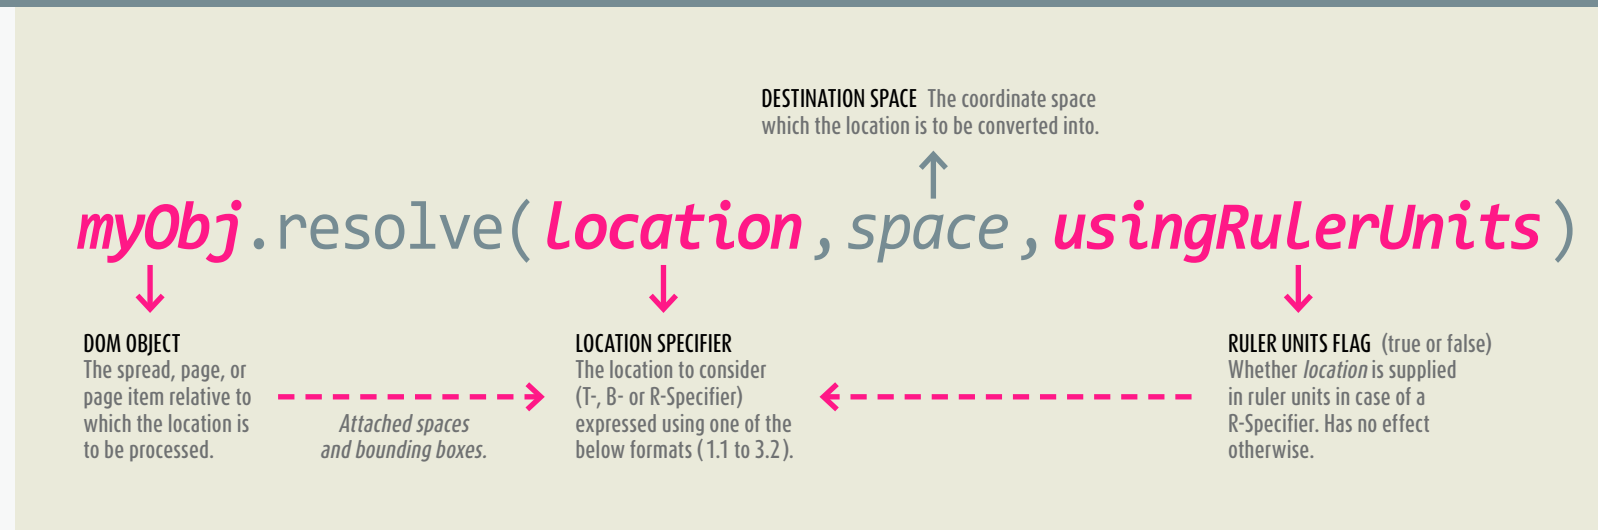 DESTINATION SPACE The coordinate space
which the location is to be converted into.
myObj.resolve(location,space,usingRulerUnits)
DOM OBJECT
The spread, page, or
page item relative to
which the location is
to be processed.
Attached spaces
and bounding boxes.
LOCATION SPECIFIER
The location to consider
(T-, B- or R-Specifier)
expressed using one of the
below formats (1.1 to 3.2).
RULER UNITS FLAG (true or false)
Whether location is supplied
in ruler units in case of a
R-Specifier. Has no effect
otherwise.